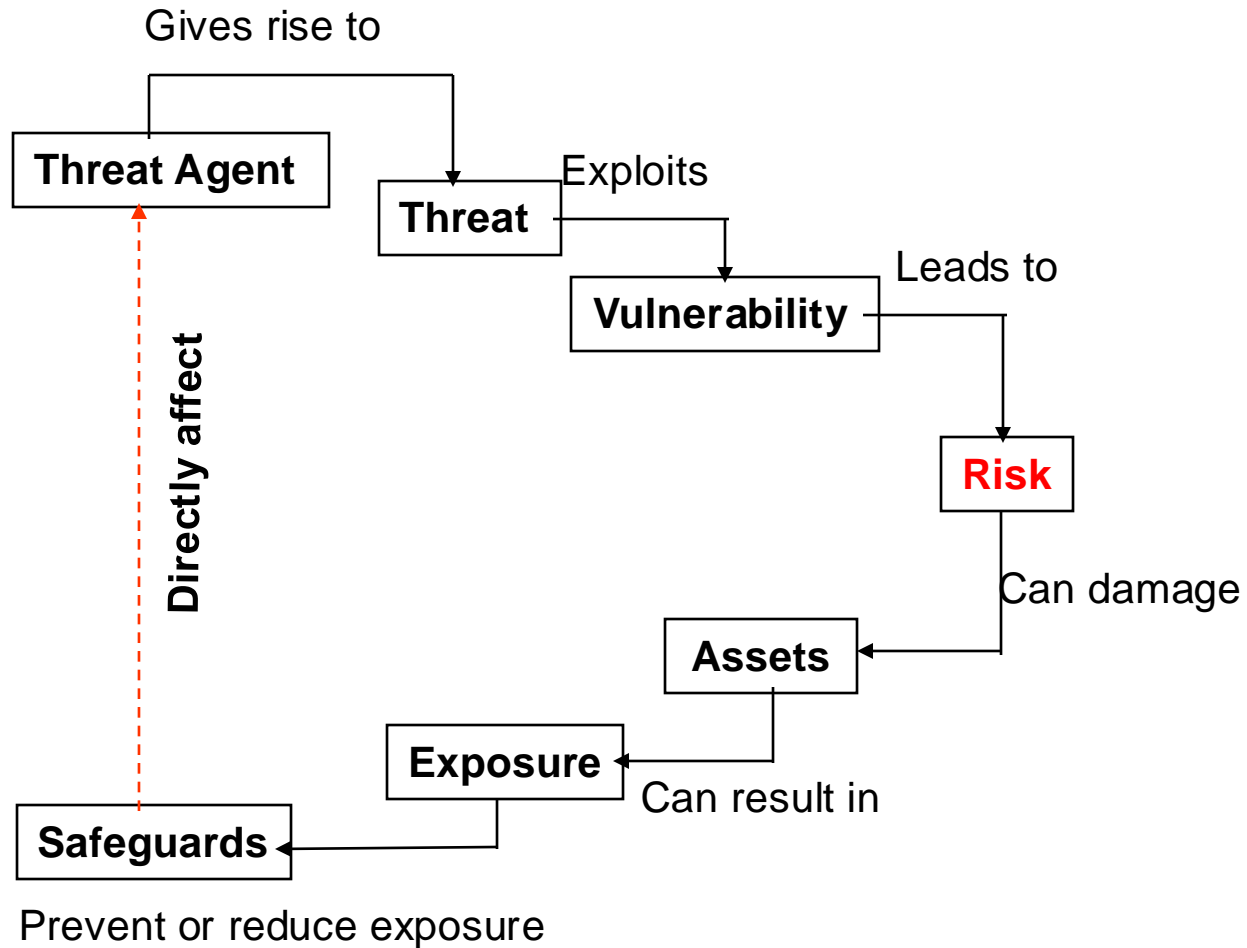 Gives rise to
Threat Agent
Exploits
Threat
Leads to
Vulnerability
Directly affect
Risk
Can damage
Assets
Exposure
Can result in
Safeguards
Prevent or reduce exposure